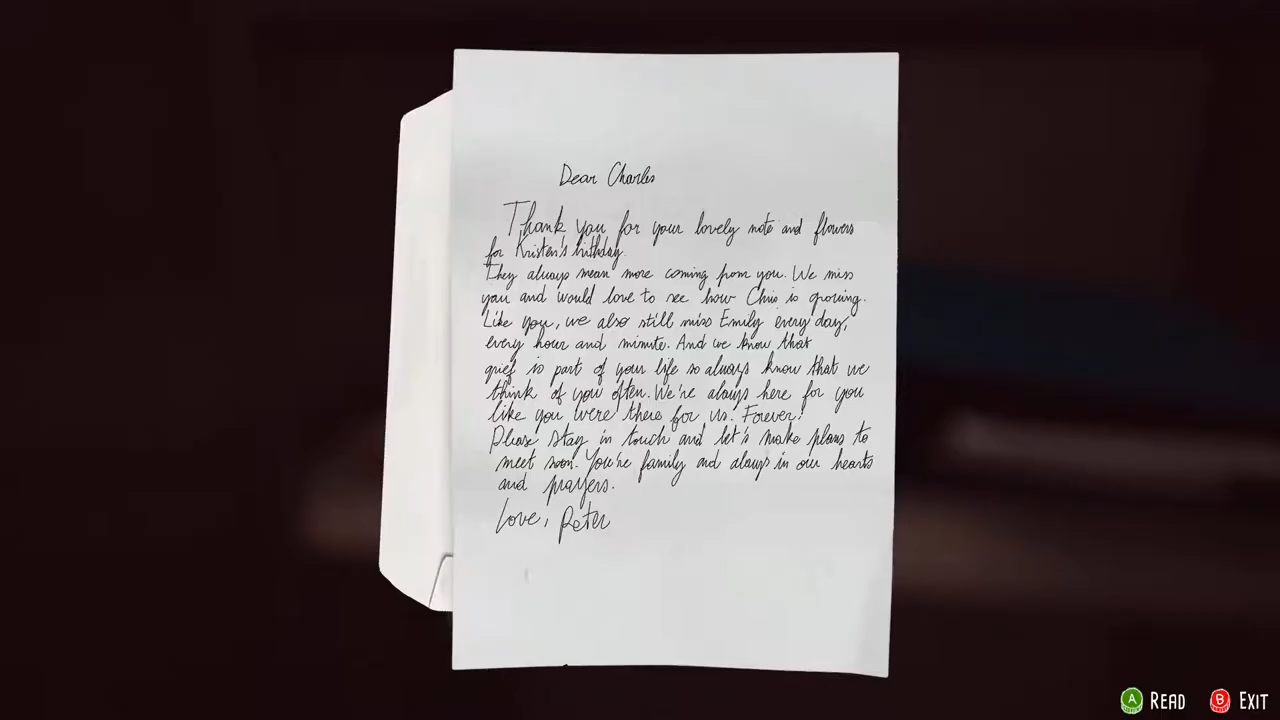 Dear Charles
Thank you for your lovely note and flowers
for Kristen's birthday.
They always mean more coming from you. We miss
you and would love to see how Chris is growing.
Like you, we also still miss Emily every day,
every hour and minute. And we know that
grief is part of your life so always know that we
think of you often. We're always here for you
like you were there for us. Forever!
Please stay in touch and let's make plans to
meet soon. You're family and always in our hearts
and prayers.
Love, Peter
A READ B EXIT